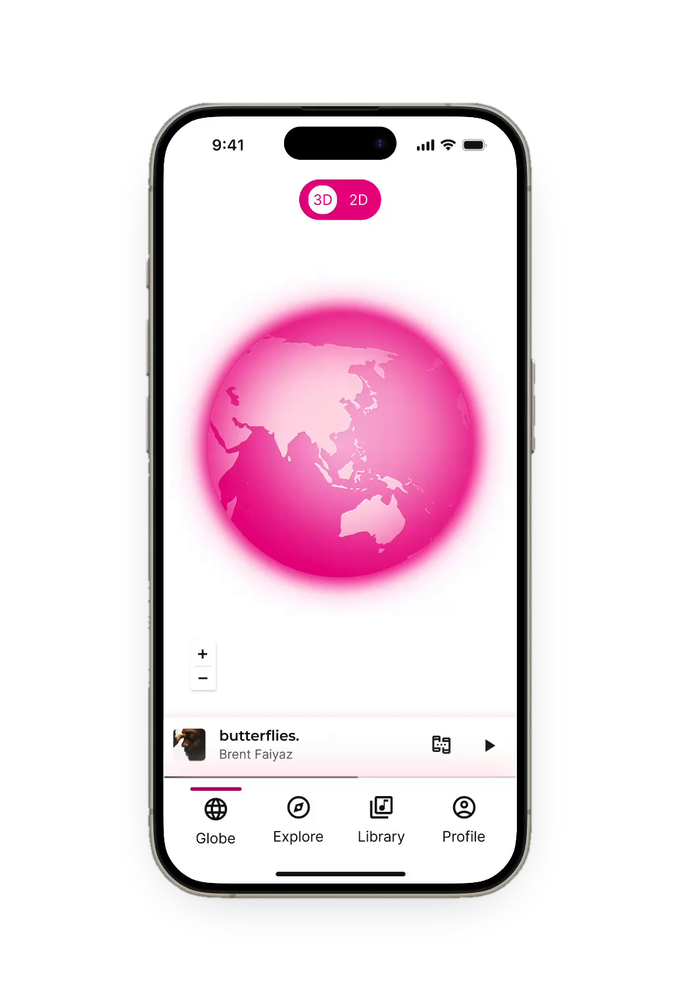 9:41
3D 2D
+
−
butterflies.
Brent Faiyaz
Globe Explore Library Profile